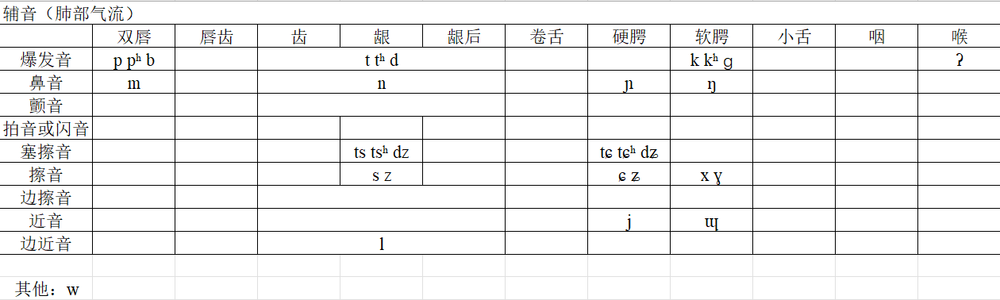 辅音（肺部气流）
双唇 唇齿 齿 龈 龈后 卷舌 硬腭 软腭 小舌 咽 喉
爆发音 p pʰ b t tʰ d k kʰ ɡ ʔ
鼻音 m n ɲ ŋ
颤音
拍音或闪音
塞擦音 ts tsʰ dz tɕ tɕʰ dʑ
擦音 s z ɕ ʑ x ɣ
边擦音
近音 j ɰ
边近音 l
其他：w